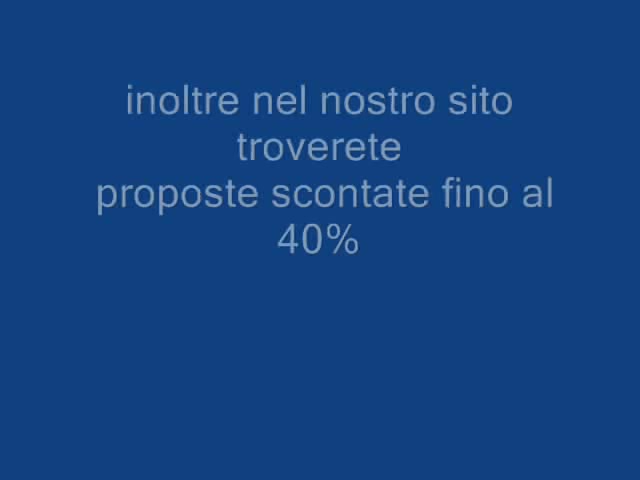 inoltre nel nostro sito
troverete
proposte scontate fino al
40%